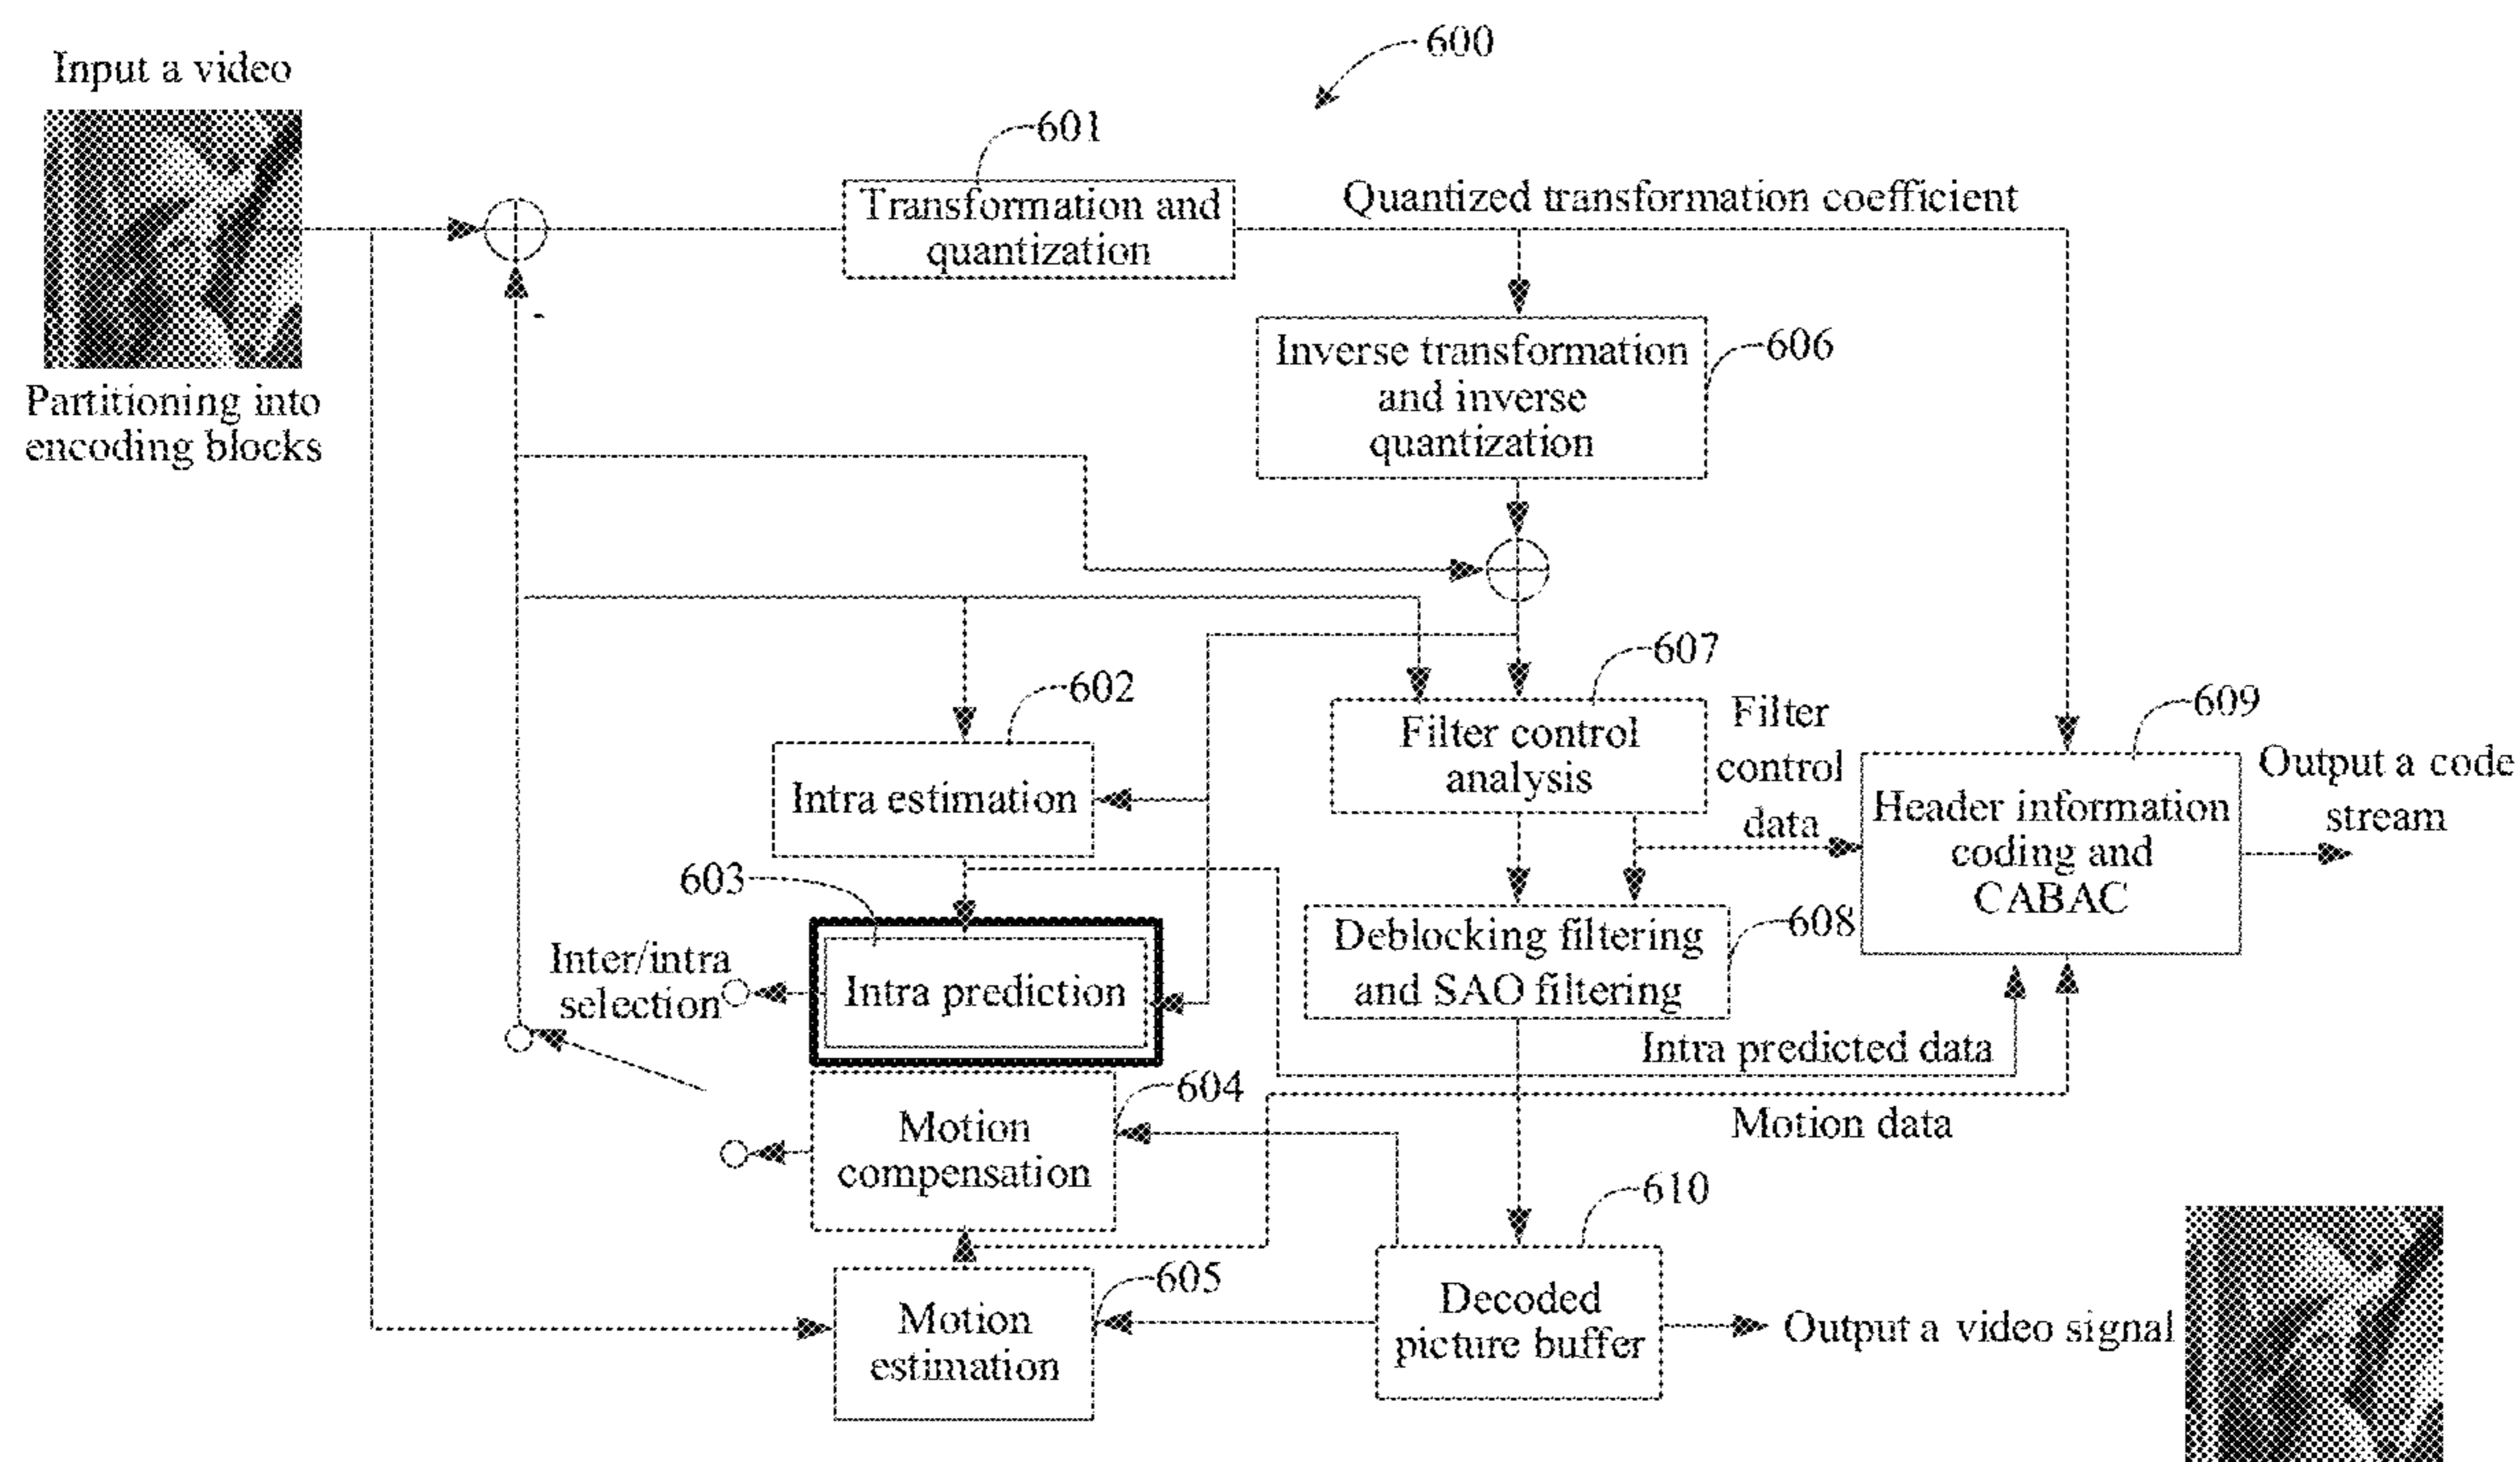 600
Input a video
601
Transformation and
quantization
Quantized transformation coefficient
Inverse transformation
and inverse
quantization
606
Partitioning into
encoding blocks
-
607
602
Filter control
analysis
Filter
control
data
609
Intra estimation
Header information
coding and
CABAC
Output a code
stream
603
Deblocking filtering
and SAO filtering
608
Inter/intra
selection
Intra prediction
Intra predicted data
604
Motion
compensation
Motion data
610
605
Motion
estimation
Decoded
picture buffer
Output a video signal